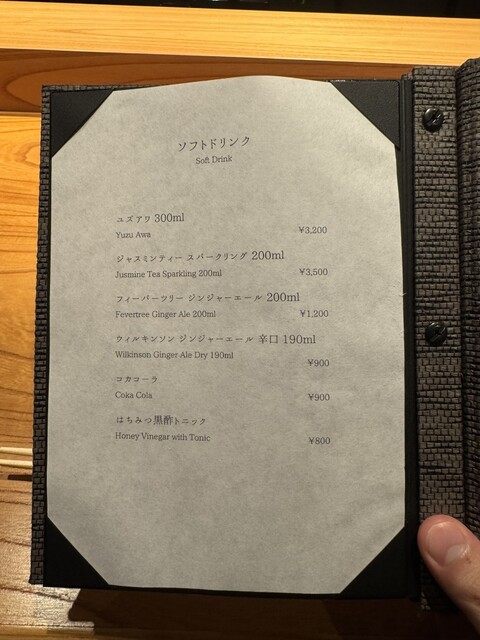 ソフトドリンク
Soft Drink
ユズアワ 300ml
Yuzu Awa
¥3,200
ジャスミンティー スパークリング 200ml
Jusmine Tea Sparkling 200ml
¥3,500
フィーバーツリー ジンジャーエール 200ml
Fevertree Ginger Ale 200ml
¥1,200
ウィルキンソン ジンジャーエール 辛口 190ml
Wilkinson Ginger Ale Dry 190ml
¥900
コカコーラ
Coka Cola
¥900
はちみつ黒酢トニック
Honey Vinegar with Tonic
¥800